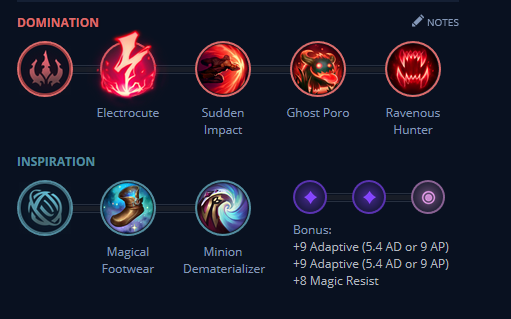 DOMINATION
NOTES
Electrocute
Sudden
Impact
Ghost Poro
Ravenous
Hunter
INSPIRATION
Magical
Footwear
Minion
Dematerializer
Bonus:
+9 Adaptive (5.4 AD or 9 AP)
+9 Adaptive (5.4 AD or 9 AP)
+8 Magic Resist